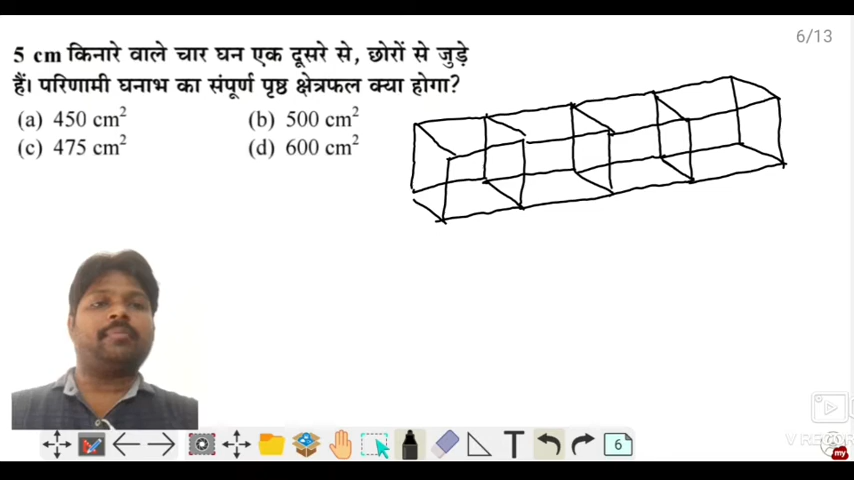 6/13
5 cm किनारे वाले चार घन एक दूसरे से, छोरों से जुड़े
हैं। परिणामी घनाभ का संपूर्ण पृष्ठ क्षेत्रफल क्या होगा?
(a) 450 cm² (b) 500 cm²
(c) 475 cm² (d) 600 cm²
T 6
my